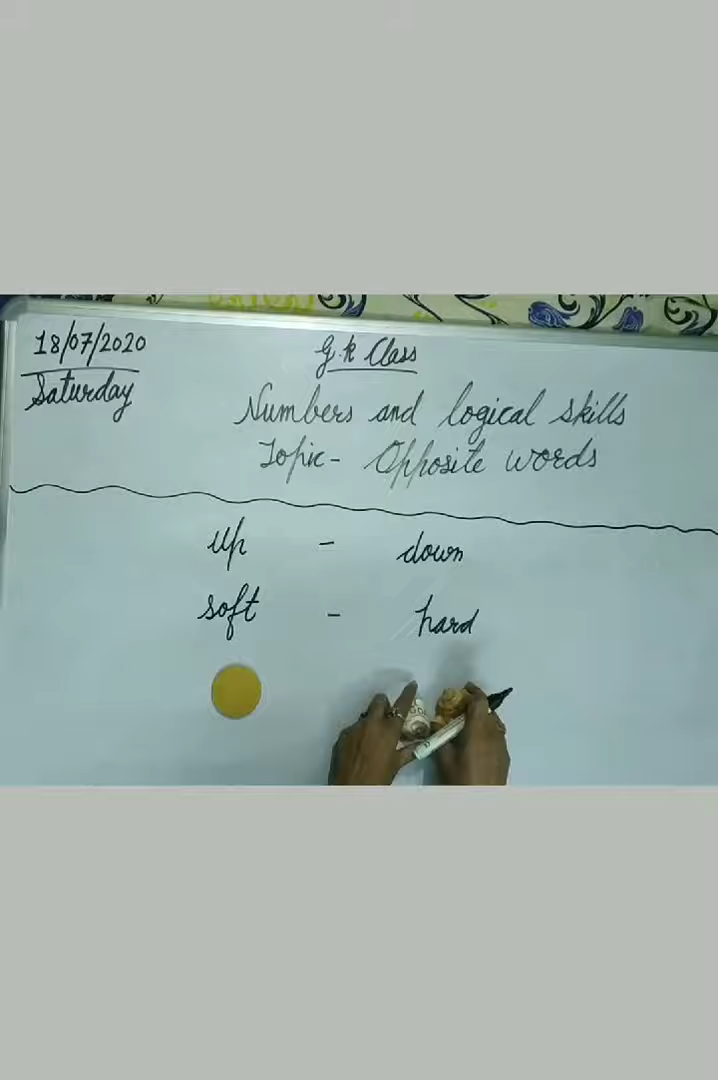 18/07/2020
Saturday
G.K Class
Numbers and logical skills
Topic- Opposite words
up - down
soft - hard